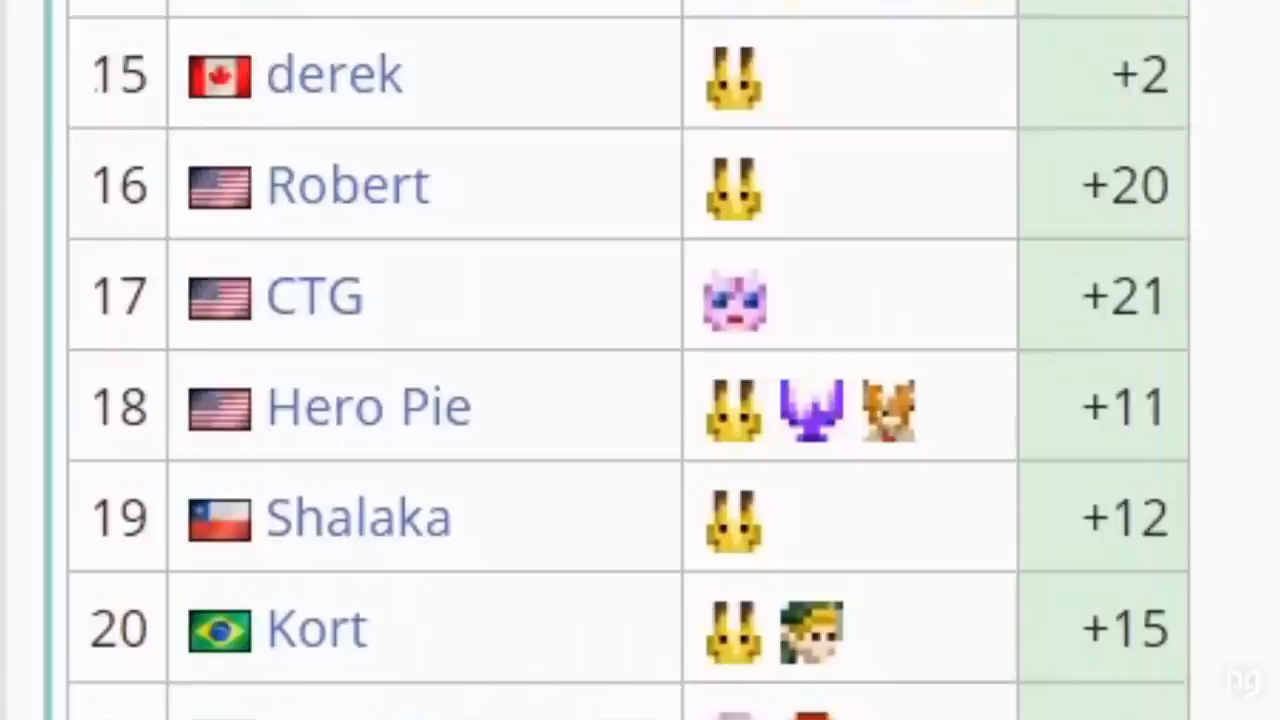 15 derek +2
16 Robert +20
17 CTG +21
18 Hero Pie +11
19 Shalaka +12
20 Kort +15